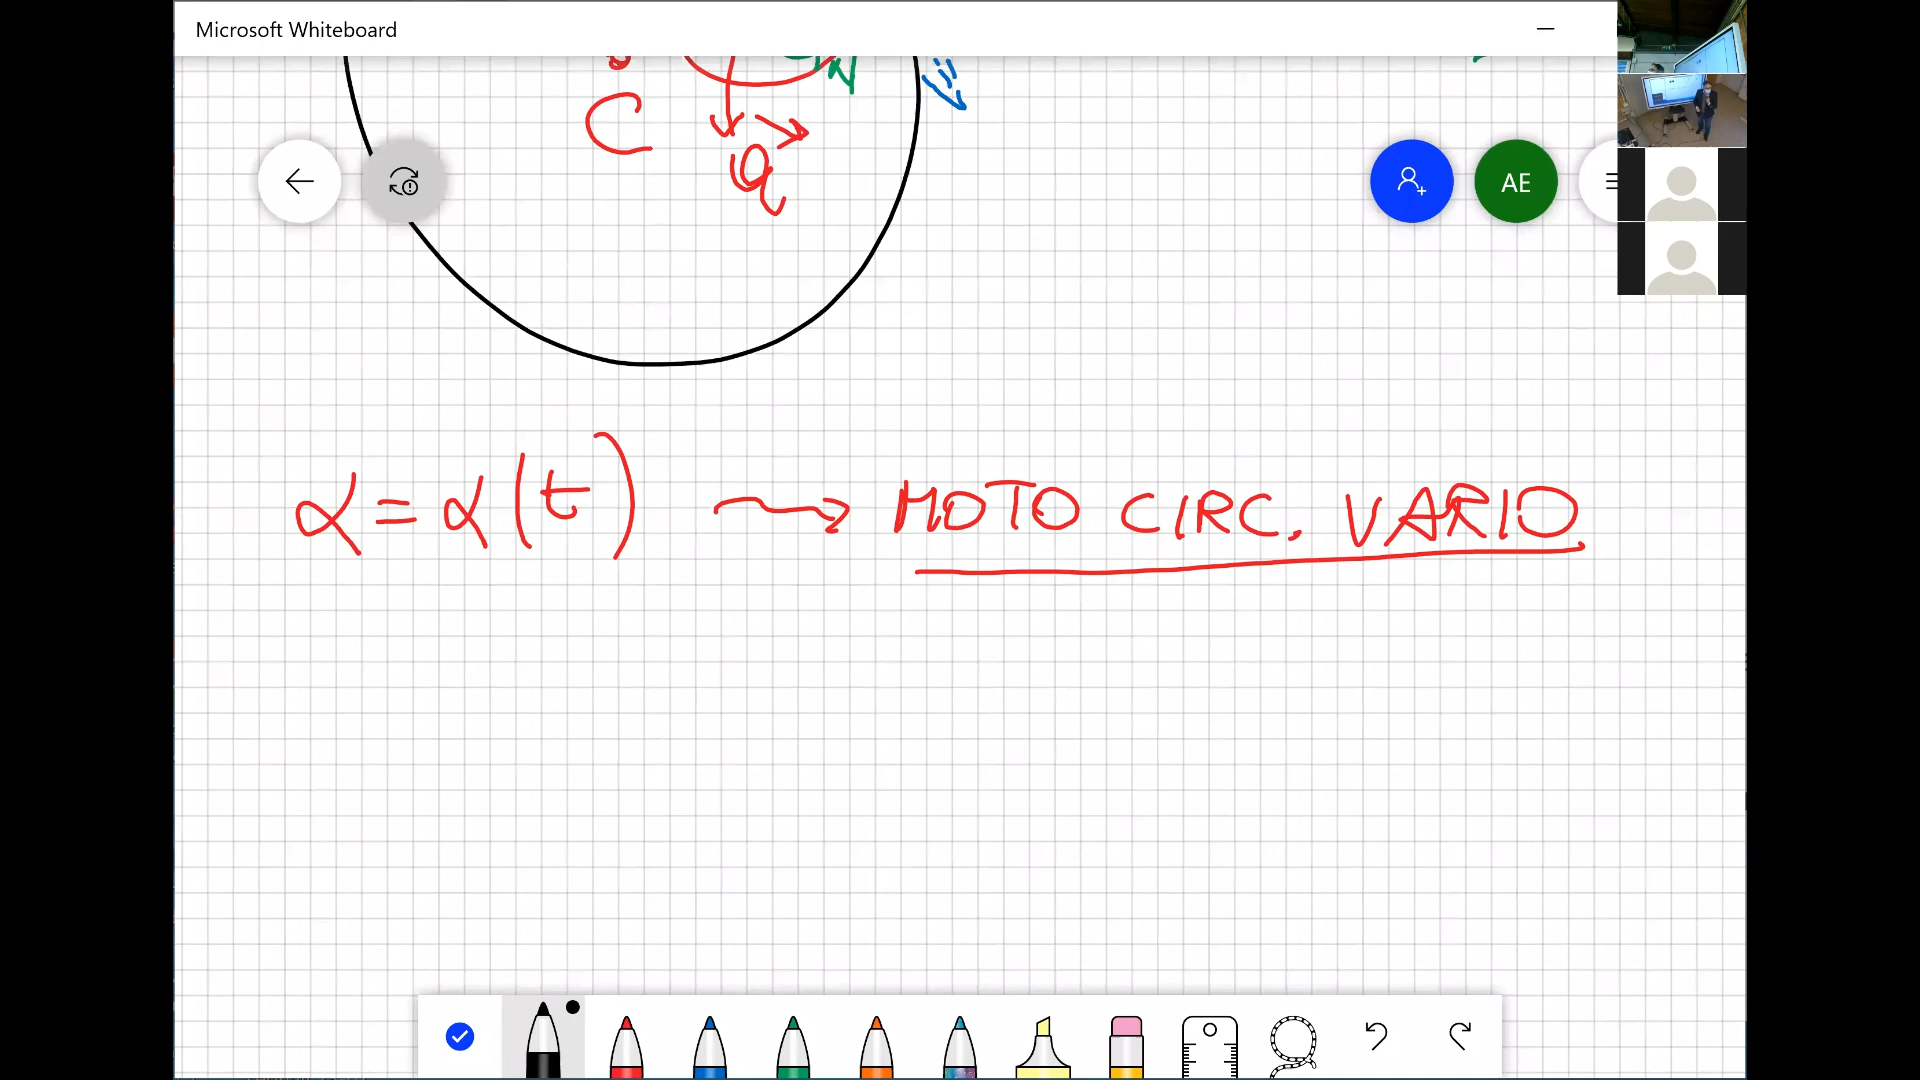 Microsoft Whiteboard
C
Q
AE
α = α(t) → MOTO CIRC. VARIO